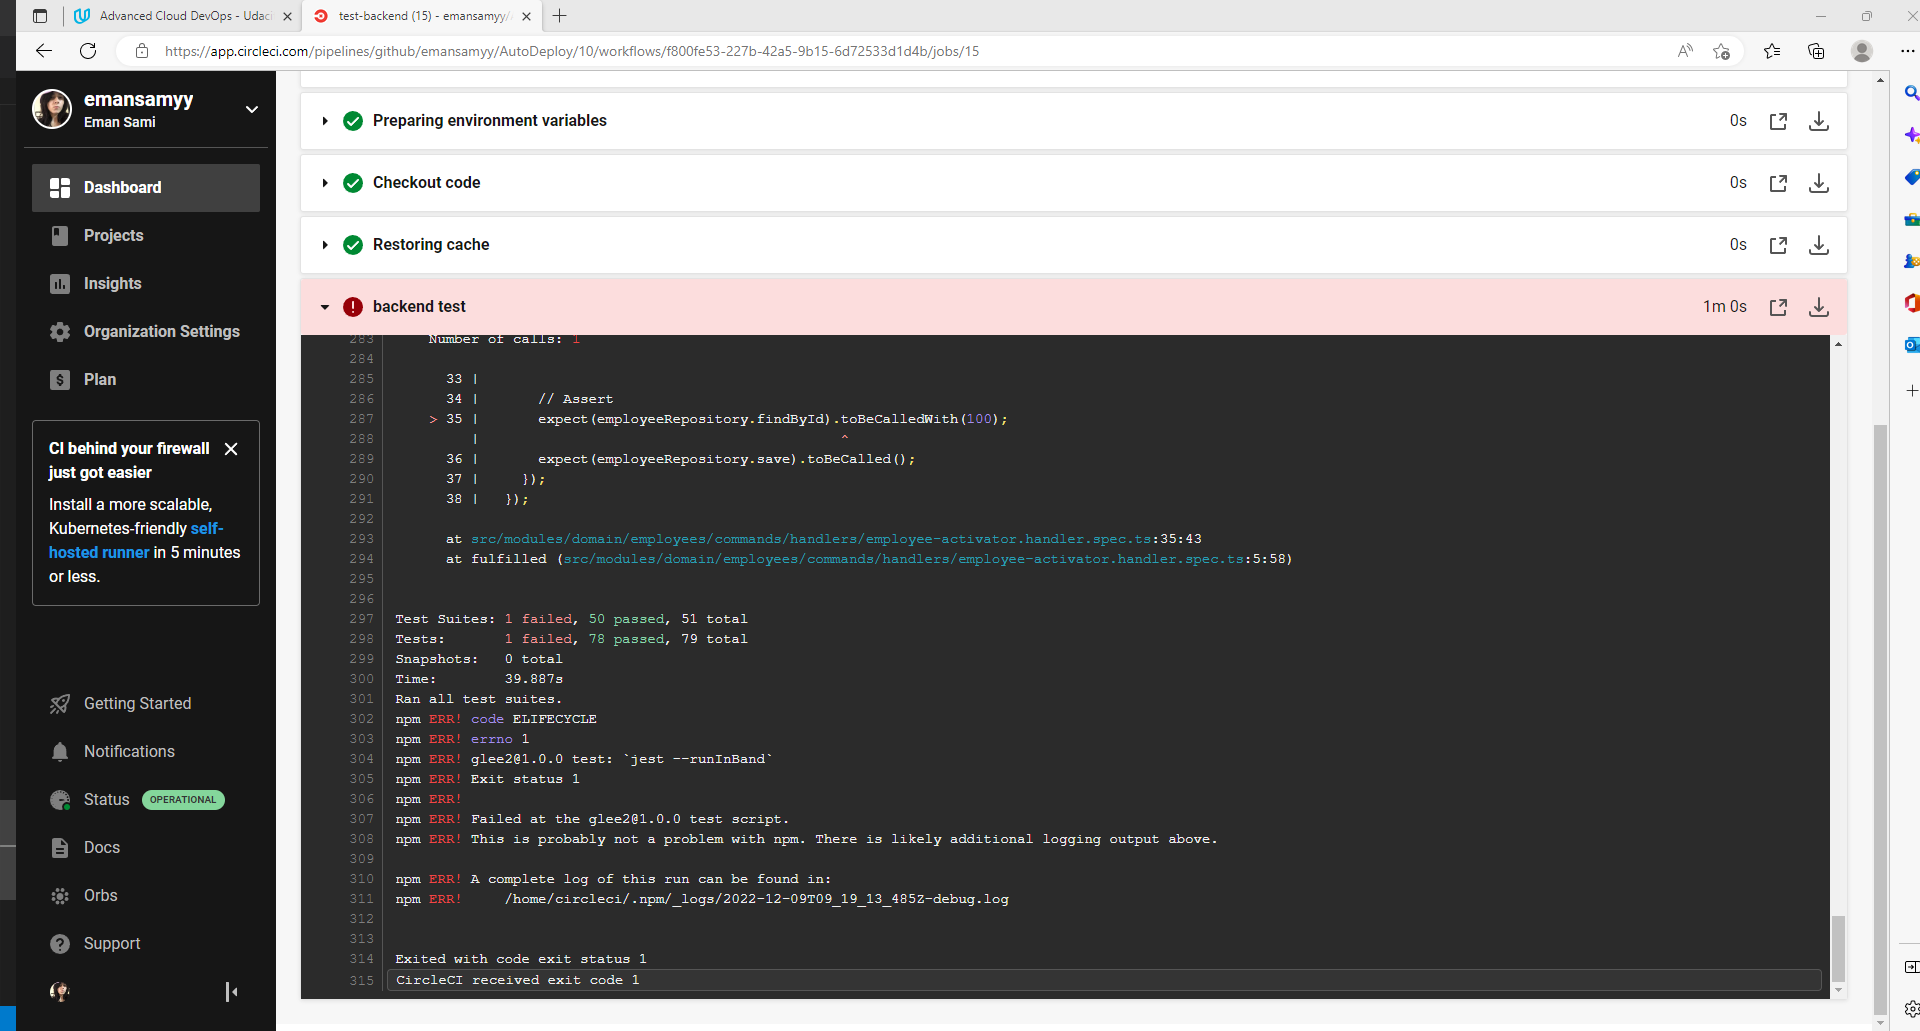 Advanced Cloud DevOps - Udaci
test-backend (15) - emansamyy/
https://app.circleci.com/pipelines/github/emansamyy/AutoDeploy/10/workflows/f800fe53-227b-42a5-9b15-6d72533d1d4b/jobs/15
emansamyy
Eman Sami
Dashboard
Projects
Insights
Organization Settings
Plan
CI behind your firewall
just got easier
Install a more scalable,
Kubernetes-friendly self-
hosted runner in 5 minutes
or less.
Getting Started
Notifications
Status OPERATIONAL
Docs
Orbs
Support
Preparing environment variables 0s
Checkout code 0s
Restoring cache 0s
backend test 1m 0s
283 Number of calls: 1
284
285 33 |
286 34 | // Assert
287 > 35 | expect(employeeRepository.findById).toBeCalledWith(100);
288 | ^
289 36 | expect(employeeRepository.save).toBeCalled();
290 37 | });
291 38 | });
292
293 at src/modules/domain/employees/commands/handlers/employee-activator.handler.spec.ts:35:43
294 at fulfilled (src/modules/domain/employees/commands/handlers/employee-activator.handler.spec.ts:5:58)
295
296
297 Test Suites: 1 failed, 50 passed, 51 total
298 Tests: 1 failed, 78 passed, 79 total
299 Snapshots: 0 total
300 Time: 39.887s
301 Ran all test suites.
302 npm ERR! code ELIFECYCLE
303 npm ERR! errno 1
304 npm ERR! glee2@1.0.0 test: `jest --runInBand`
305 npm ERR! Exit status 1
306 npm ERR!
307 npm ERR! Failed at the glee2@1.0.0 test script.
308 npm ERR! This is probably not a problem with npm. There is likely additional logging output above.
309
310 npm ERR! A complete log of this run can be found in:
311 npm ERR! /home/circleci/.npm/_logs/2022-12-09T09_19_13_485Z-debug.log
312
313
314 Exited with code exit status 1
315 CircleCI received exit code 1